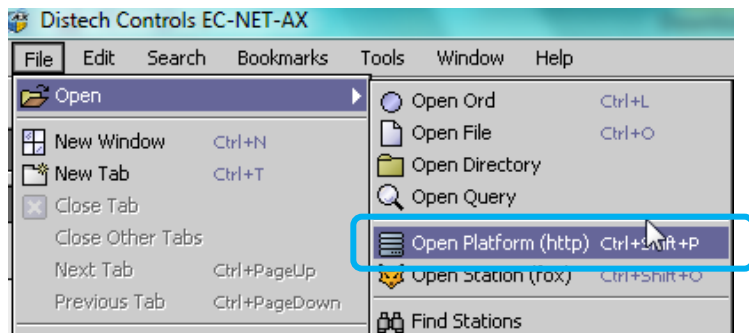 Distech Controls EC-NET-AX
File Edit Search Bookmarks Tools Window Help
Open
New Window Ctrl+N
New Tab Ctrl+T
Close Tab
Close Other Tabs
Next Tab Ctrl+PageUp
Previous Tab Ctrl+PageDown
Open Ord Ctrl+L
Open File Ctrl+O
Open Directory
Open Query
Open Platform (http) Ctrl+Shift+P
Open Station (fox) Ctrl+Shift+O
Find Stations